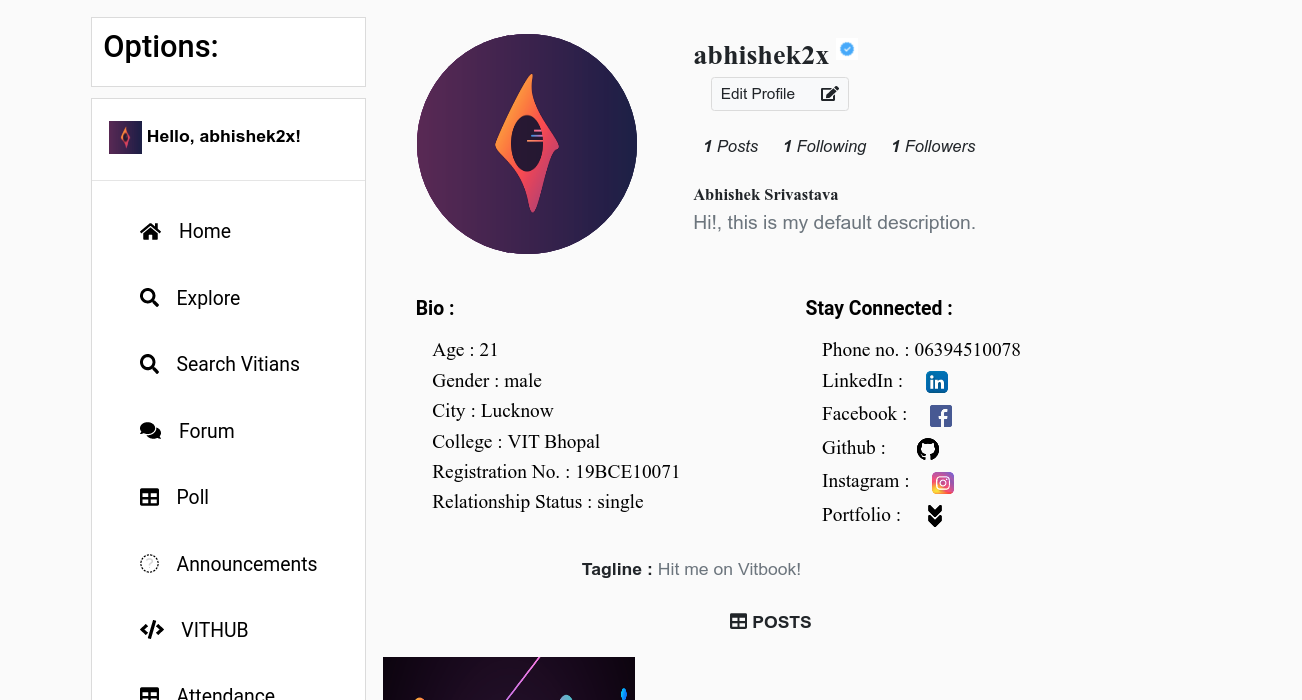 Options:
Hello, abhishek2x!
Home
Explore
Search Vitians
Forum
Poll
Announcements
VITHUB
Attendance
abhishek2x
Edit Profile
1 Posts 1 Following 1 Followers
Abhishek Srivastava
Hi!, this is my default description.
Bio :
Age : 21
Gender : male
City : Lucknow
College : VIT Bhopal
Registration No. : 19BCE10071
Relationship Status : single
Stay Connected :
Phone no. : 06394510078
LinkedIn :
Facebook :
Github :
Instagram :
Portfolio :
Tagline : Hit me on Vitbook!
POSTS